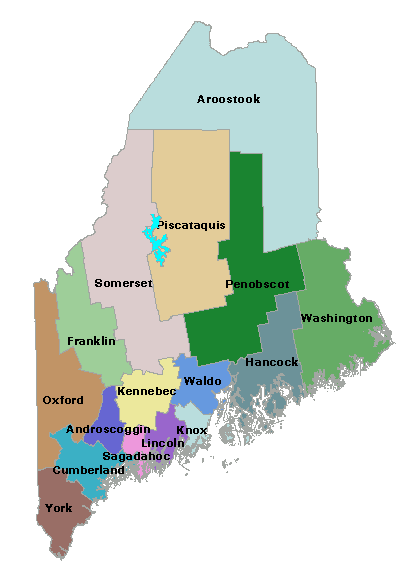 Aroostook
Piscataquis
Somerset
Penobscot
Washington
Franklin
Hancock
Waldo
Kennebec
Oxford
Androscoggin
Knox
Lincoln
Sagadahoc
Cumberland
York